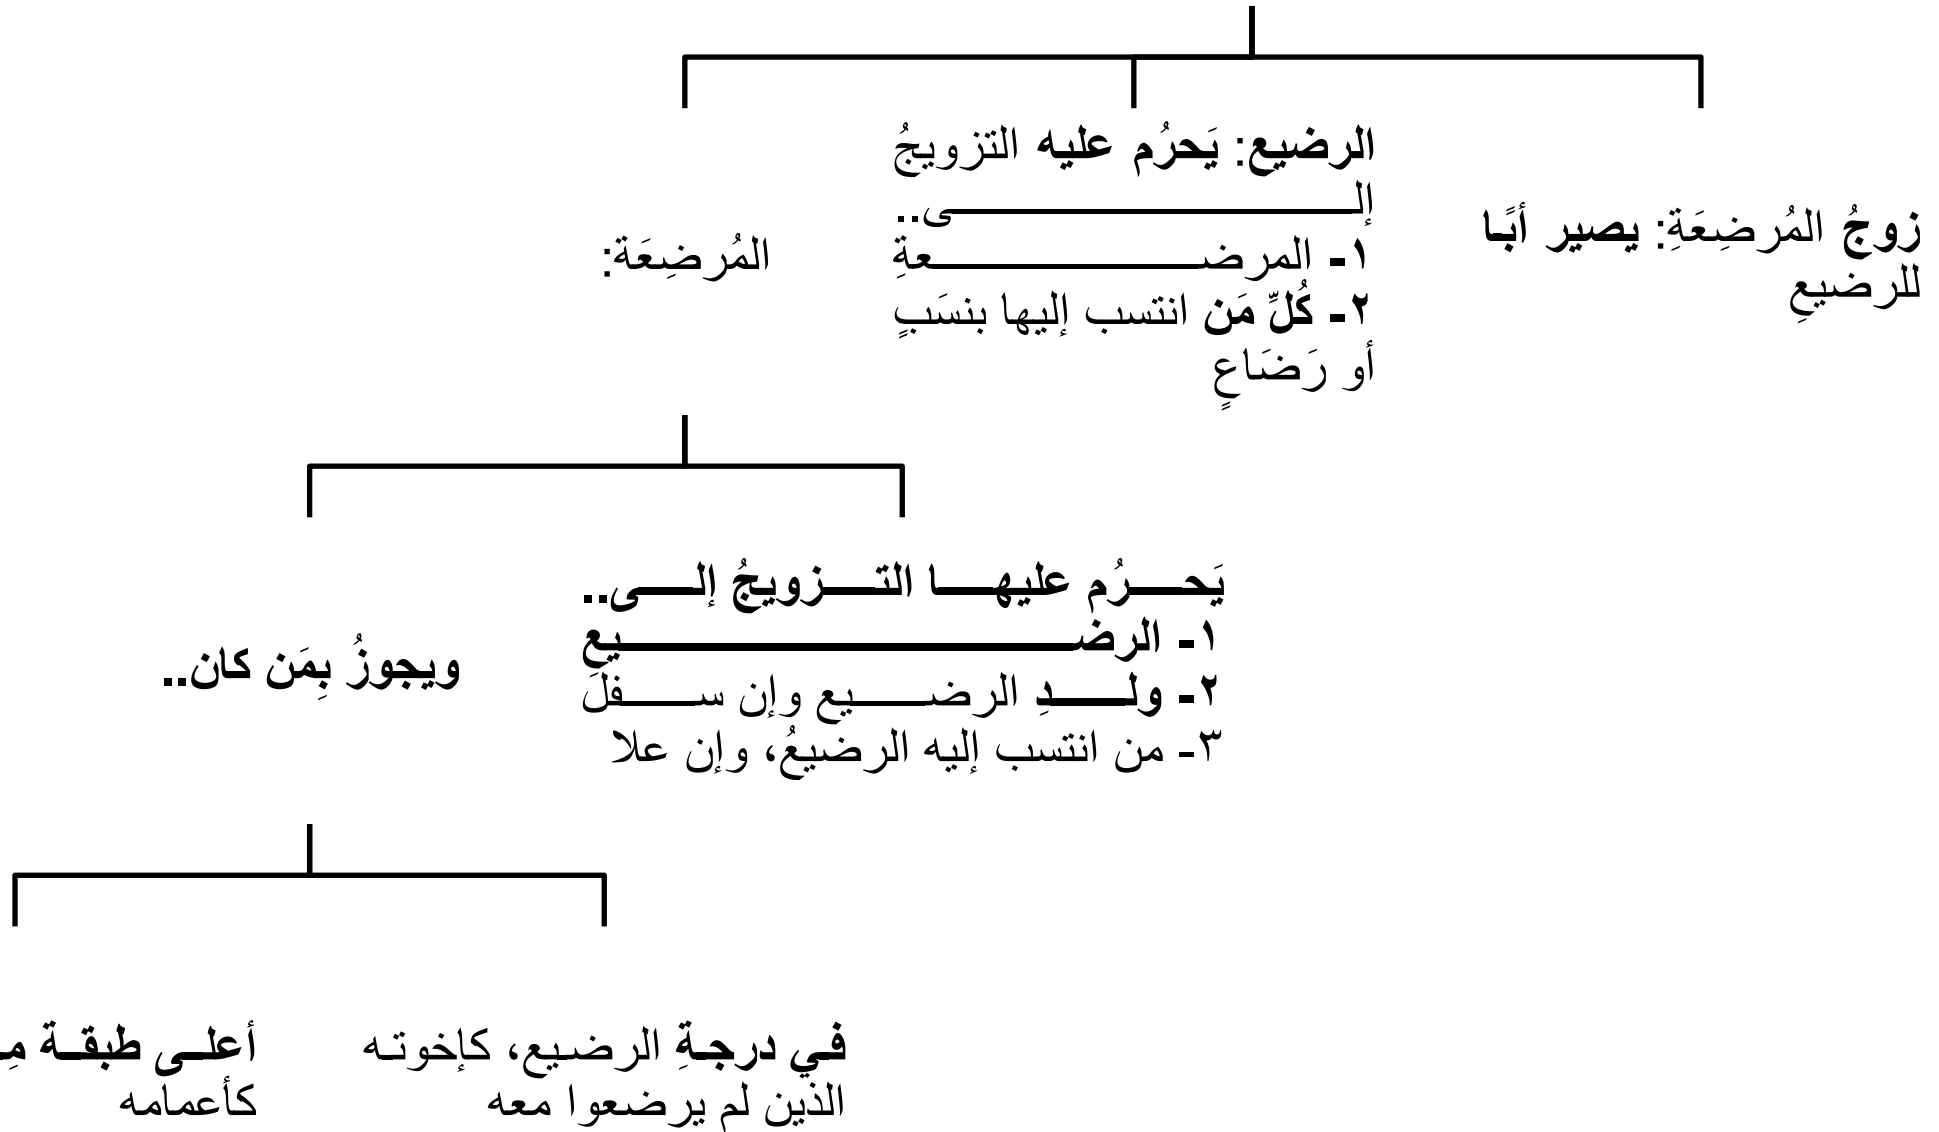 زوجُ المُرضِعَةِ: يصير أبًا
للرضيعِ
الرضيع: يَحرُم عليه التزويجُ
إلى..
١- المرضعةِ
٢- كُلِّ مَن انتسب إليها بنسَبٍ
أو رَضَاعٍ
المُرضِعَة:
يَحرُم عليها التزويجُ إلى..
١- الرضيعِ
٢- ولدِ الرضيع وإن سفلَ
٣- من انتسب إليه الرضيعُ، وإن علا
ويجوزُ بِمَن كان..
في درجةِ الرضيع، كإخوته
الذين لم يرضعوا معه
أعلى طبقة
كأعمامه